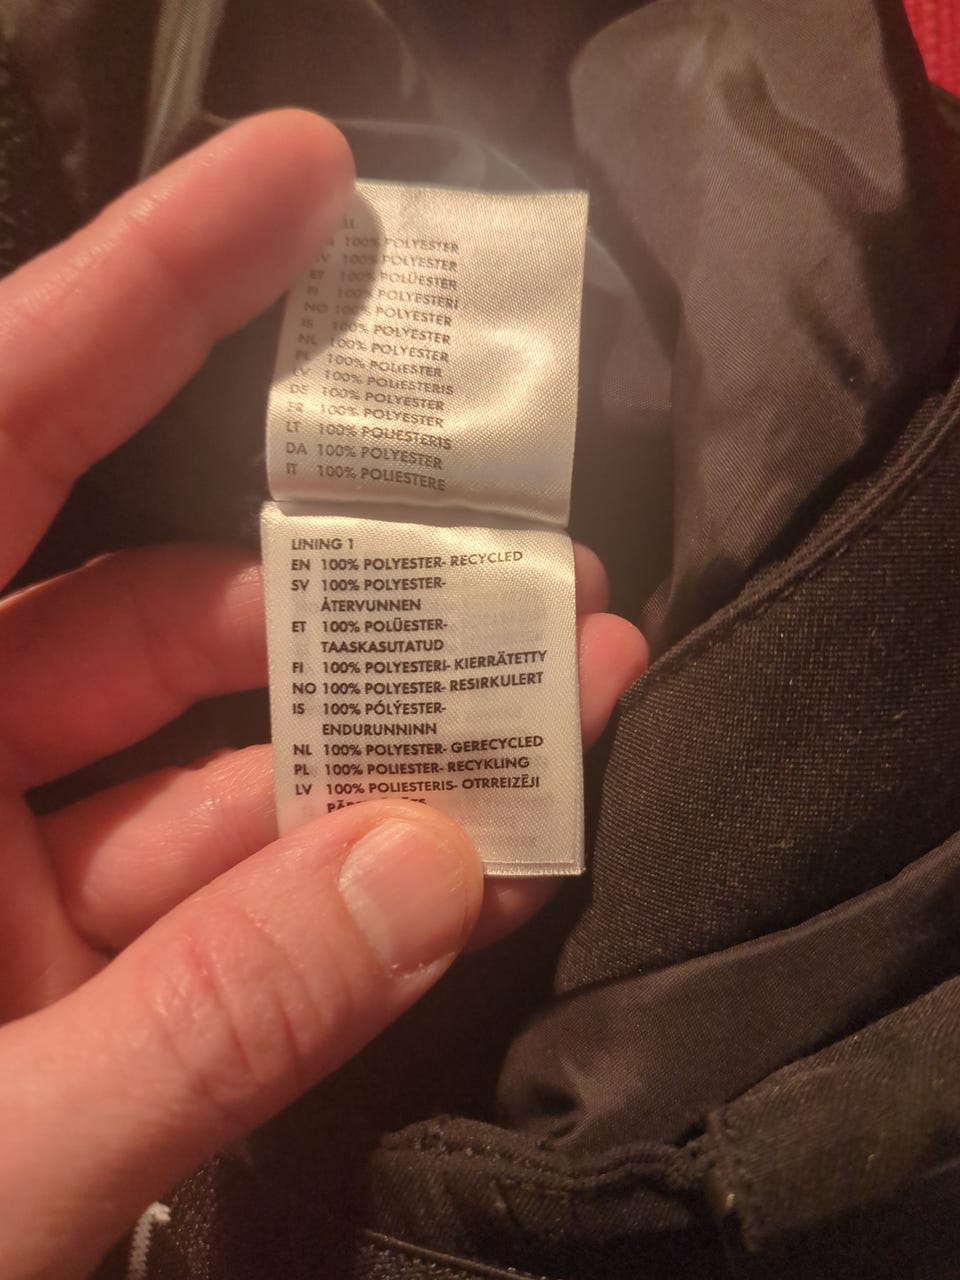 100% POLYESTER
100% POLYESTER
ET 100% POLÜESTER
FI 100% POLYESTERI
NO 100% POLYESTER
IS 100% POLYESTER
NL 100% POLYESTER
PL 100% POLIESTER
LV 100% POLIESTERIS
DE 100% POLYESTER
FR 100% POLYESTER
LT 100% POLIESTERIS
DA 100% POLYESTER
IT 100% POLIESTERE
LINING 1
EN 100% POLYESTER- RECYCLED
SV 100% POLYESTER-
ÅTERVUNNEN
ET 100% POLÜESTER-
TAASKASUTATUD
FI 100% POLYESTERI- KIERRÄTETTY
NO 100% POLYESTER- RESIRKULERT
IS 100% PÓLÝESTER-
ENDURUNNINN
NL 100% POLYESTER- GERECYCLED
PL 100% POLIESTER- RECYKLING
LV 100% POLIESTERIS- OTRREIZĒJI